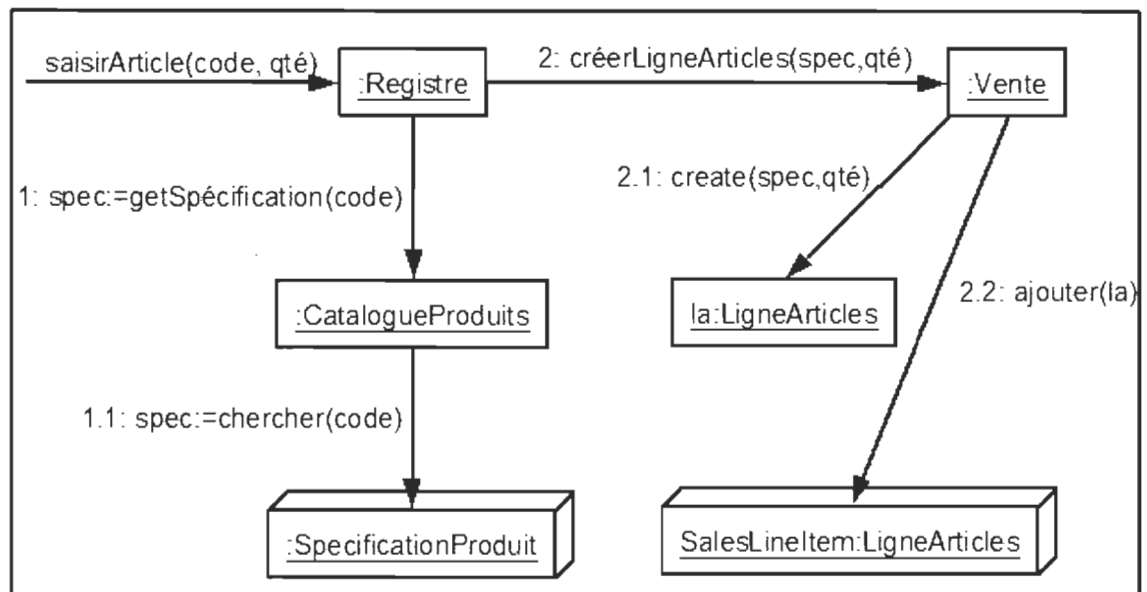 saisirArticle(code, qté)
:Registre
2: créerLigneArticles(spec,qté)
:Vente
1: spec:=getSpécification(code)
2.1: create(spec,qté)
:CatalogueProduits
la:LigneArticles
2.2: ajouter(la)
1.1: spec:=chercher(code)
:SpecificationProduit
SalesLineItem:LigneArticles